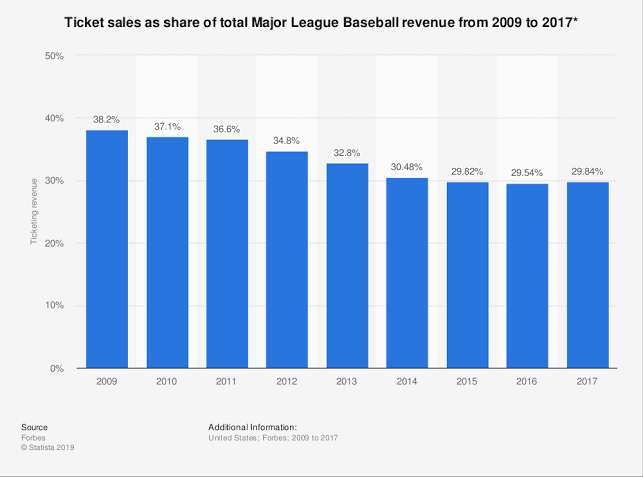 Ticket sales as share of total Major League Baseball revenue from 2009 to 2017*
50%
40%
30%
20%
10%
0%
Ticketing revenue
38.2%
37.1%
36.6%
34.8%
32.8%
30.48%
29.82%
29.54%
29.84%
2009 2010 2011 2012 2013 2014 2015 2016 2017
Source
Forbes
© Statista 2019
Additional Information:
United States; Forbes; 2009 to 2017